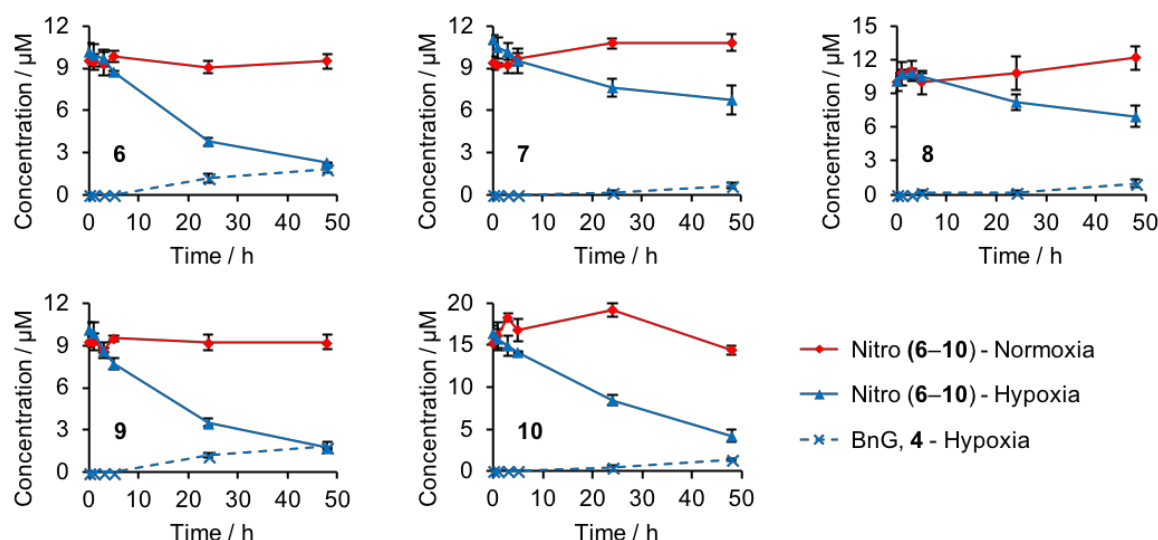 12
9
6
3
0
Concentration / µM
6
0 10 20 30 40 50
Time / h
12
9
6
3
0
Concentration / µM
7
0 10 20 30 40 50
Time / h
15
12
9
6
3
0
Concentration / µM
8
0 10 20 30 40 50
Time / h
12
9
6
3
0
Concentration / µM
9
0 10 20 30 40 50
Time / h
20
15
10
5
0
Concentration / µM
10
0 10 20 30 40 50
Time / h
Nitro (6–10) - Normoxia
Nitro (6–10) - Hypoxia
BnG, 4 - Hypoxia